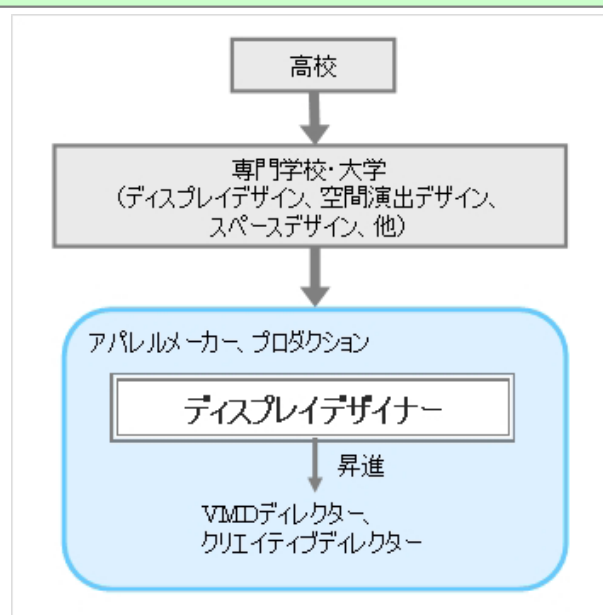 高校
専門学校・大学
(ディスプレイデザイン、空間演出デザイン、
スペースデザイン、他)
アパレルメーカー、プロダクション
ディスプレイデザイナー
昇進
VMDディレクター、
クリエイティブディレクター